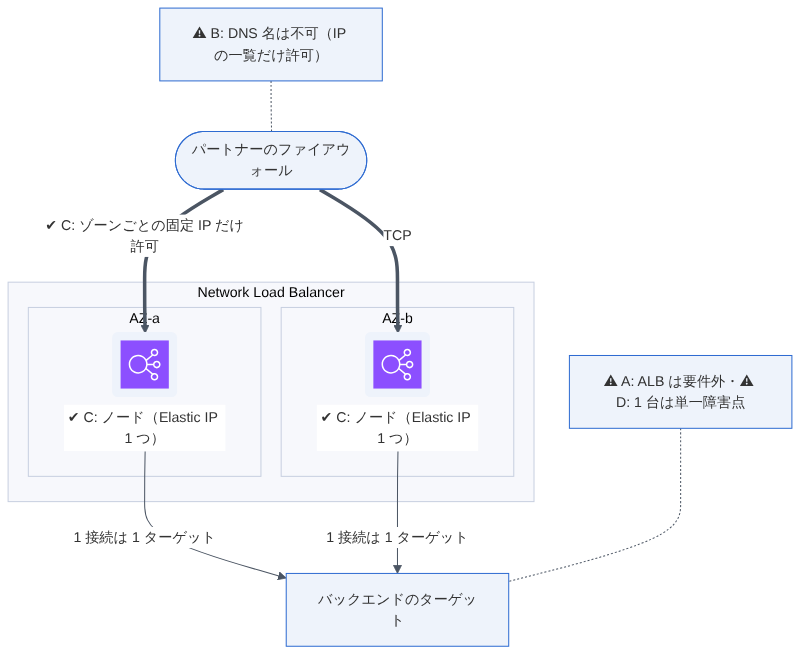 ⚠ B: DNS 名は不可（IP
の一覧だけ許可）
パートナーのファイアウ
ォール
✔ C: ゾーンごとの固定 IP だけ
許可
TCP
Network Load Balancer
AZ-a
AZ-b
✔ C: ノード（Elastic IP
1 つ）
✔ C: ノード（Elastic IP
1 つ）
⚠ A: ALB は要件外・⚠
D: 1 台は単一障害点
1 接続は 1 ターゲット
1 接続は 1 ターゲット
バックエンドのターゲッ
ト